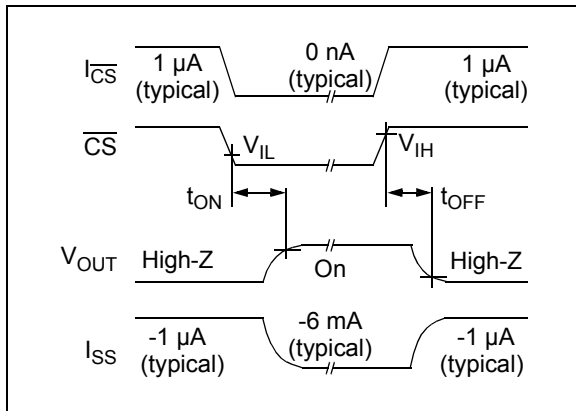 I_CS̅
1 µA
(typical)
0 nA
(typical)
1 µA
(typical)
C̅S̅
V_IL
V_IH
t_ON
t_OFF
V_OUT
High-Z
On
High-Z
I_SS
-1 µA
(typical)
-6 mA
(typical)
-1 µA
(typical)